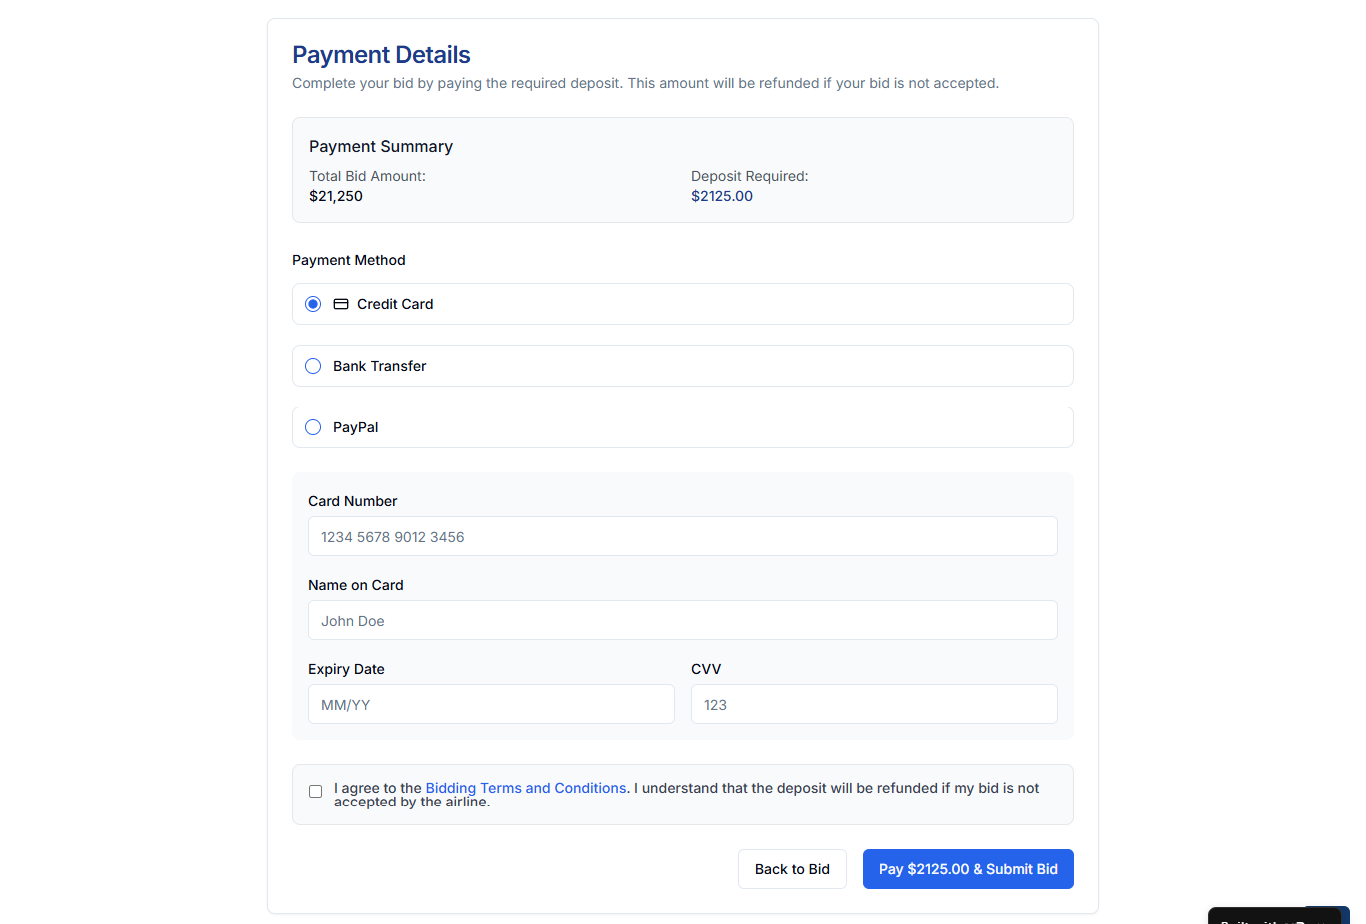 Payment Details
Complete your bid by paying the required deposit. This amount will be refunded if your bid is not accepted.
Payment Summary
Total Bid Amount:
$21,250
Deposit Required:
$2125.00
Payment Method
Credit Card
Bank Transfer
PayPal
Card Number
1234 5678 9012 3456
Name on Card
John Doe
Expiry Date
MM/YY
CVV
123
I agree to the Bidding Terms and Conditions. I understand that the deposit will be refunded if my bid is not
accepted by the airline.
Back to Bid
Pay $2125.00 & Submit Bid